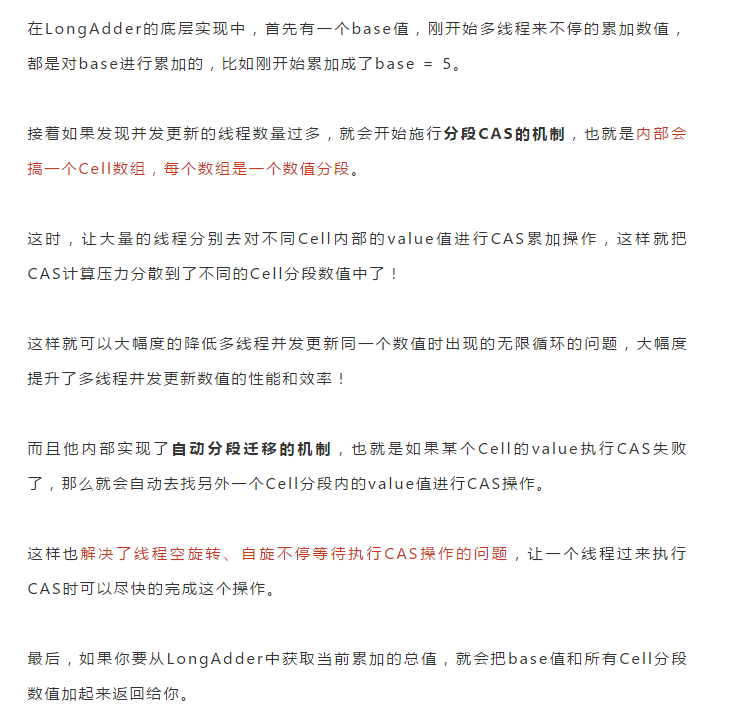 在LongAdder的底层实现中，首先有一个base值，刚开始多线程来不停的累加数值，
都是对base进行累加的，比如刚开始累加成了base = 5。
接着如果发现并发更新的线程数量过多，就会开始施行分段CAS的机制，也就是内部会
搞一个Cell数组，每个数组是一个数值分段。
这时，让大量的线程分别去对不同Cell内部的value值进行CAS累加操作，这样就把
CAS计算压力分散到了不同的Cell分段数值中了！
这样就可以大幅度的降低多线程并发更新同一个数值时出现的无限循环的问题，大幅度
提升了多线程并发更新数值的性能和效率！
而且他内部实现了自动分段迁移的机制，也就是如果某个Cell的value执行CAS失败
了，那么就会自动去找另外一个Cell分段内的value值进行CAS操作。
这样也解决了线程空旋转、自旋不停等待执行CAS操作的问题，让一个线程过来执行
CAS时可以尽快的完成这个操作。
最后，如果你要从LongAdder中获取当前累加的总值，就会把base值和所有Cell分段
数值加起来返回给你。